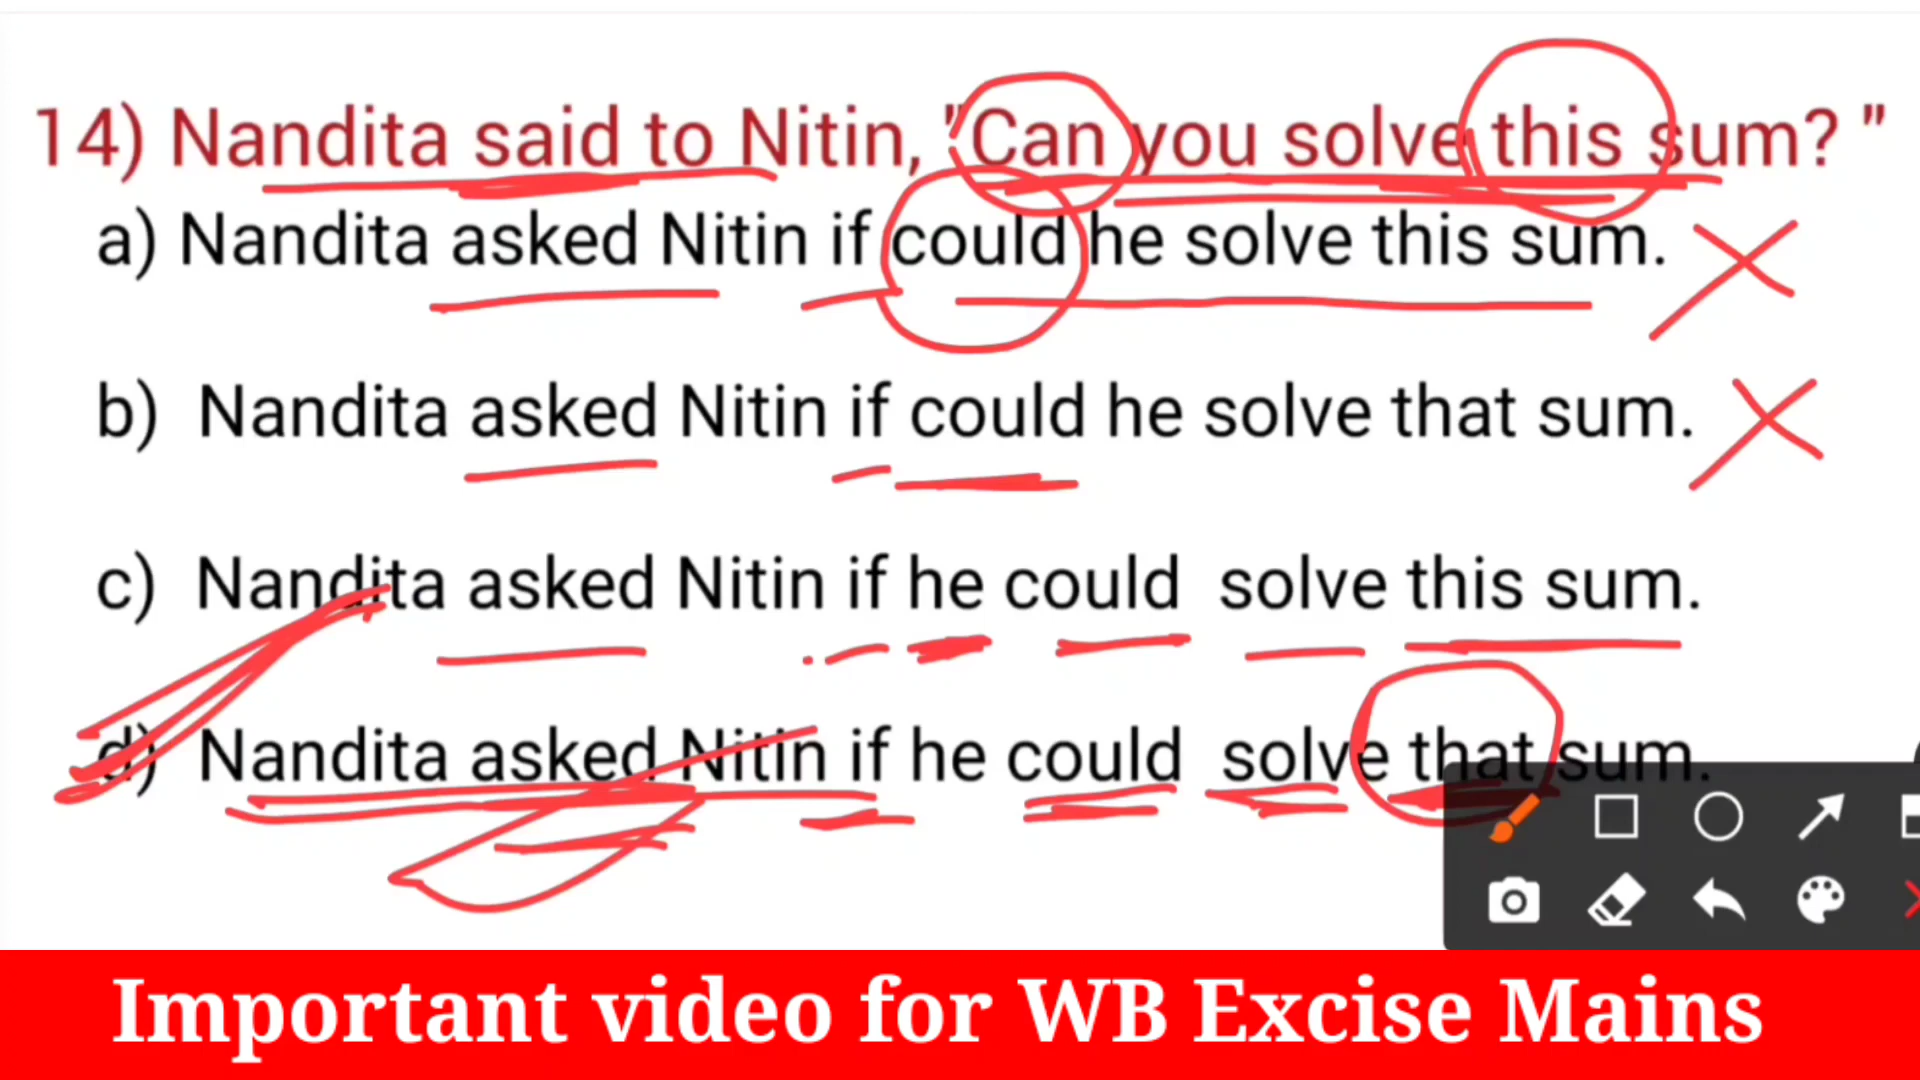 14) Nandita said to Nitin, "Can you solve this sum? "
a) Nandita asked Nitin if could he solve this sum.
b) Nandita asked Nitin if could he solve that sum.
c) Nandita asked Nitin if he could solve this sum.
d) Nandita asked Nitin if he could solve that sum.
Important video for WB Excise Mains